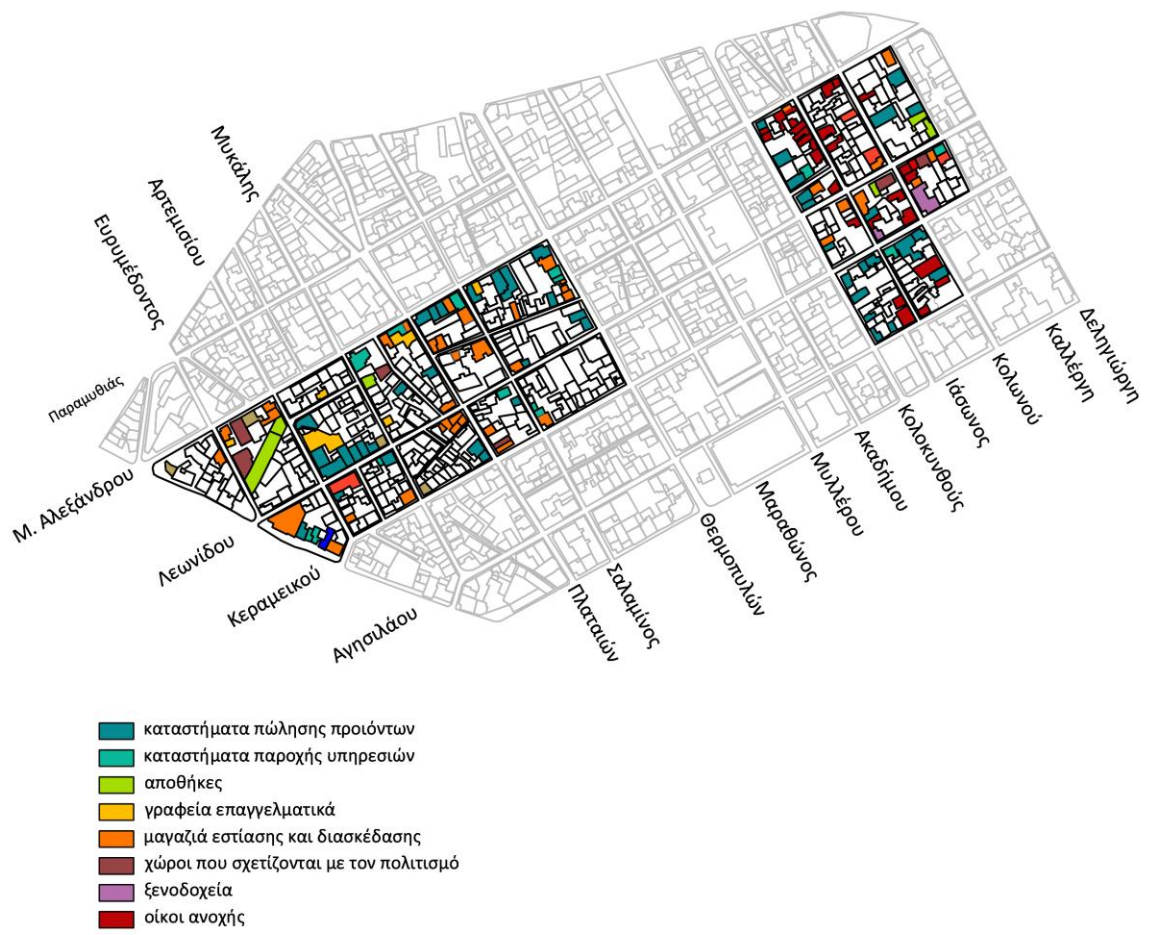 Μυκάλης
Αρτεμισίου
Ευρυμέδοντος
Παραμυθιάς
Μ. Αλεξάνδρου
Λεωνίδου
Κεραμεικού
Αγησιλάου
Πλαταιών
Σαλαμίνος
Θερμοπυλών
Μαραθώνος
Μυλλέρου
Ακαδήμου
Κολοκυνθούς
Ιάσωνος
Κολωνού
Καλλέργη
Δεληγιώργη
καταστήματα πώλησης προιόντων
καταστήματα παροχής υπηρεσιών
αποθήκες
γραφεία επαγγελματικά
μαγαζιά εστίασης και διασκέδασης
χώροι που σχετίζονται με τον πολιτισμό
ξενοδοχεία
οίκοι ανοχής